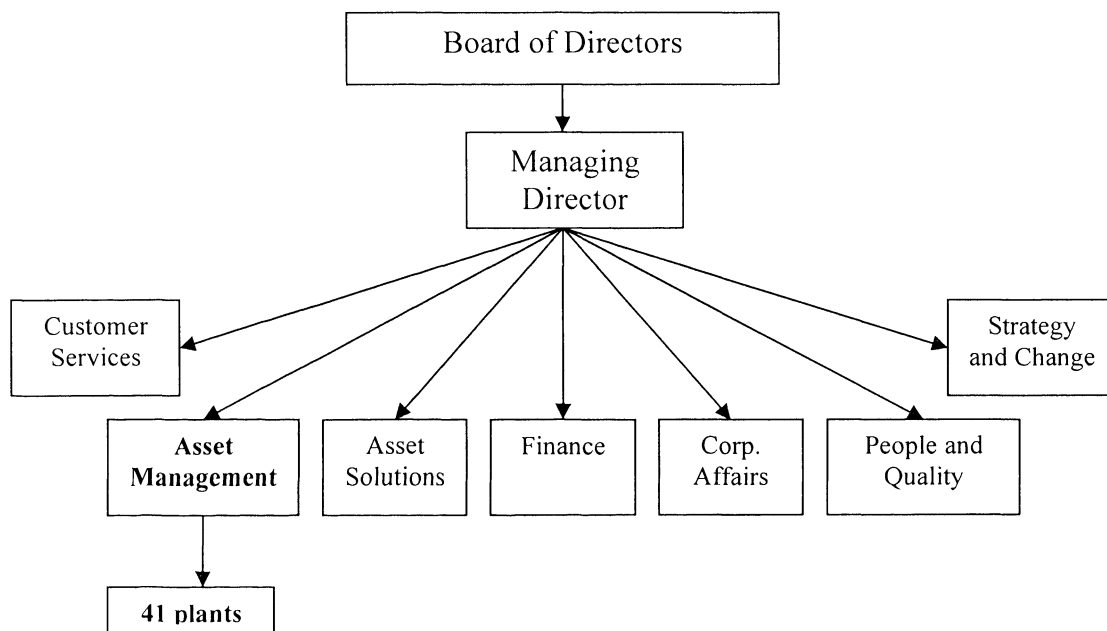 Board of Directors
Managing
Director
Customer
Services
Strategy
and Change
Asset
Management
Asset
Solutions
Finance
Corp.
Affairs
People and
Quality
41 plants